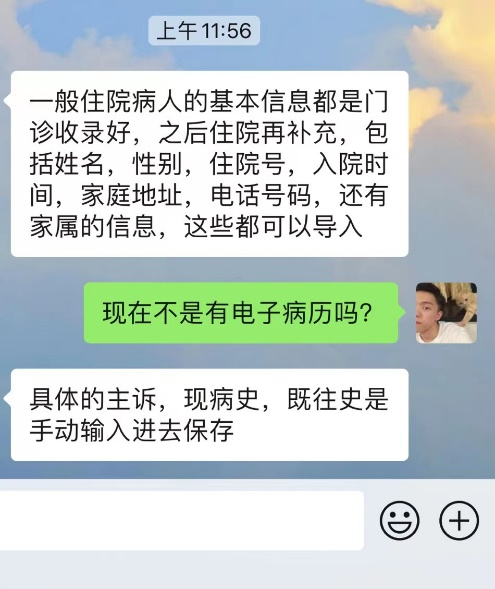 上午 11:56
一般住院病人的基本信息都是门
诊收录好，之后住院再补充，包
括姓名，性别，住院号，入院时
间，家庭地址，电话号码，还有
家属的信息，这些都可以导入
现在不是有电子病历吗？
具体的主诉，现病史，既往史是
手动输入进去保存